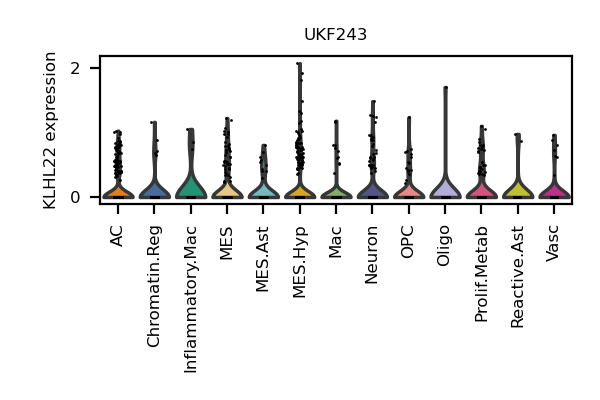 UKF243
KLHL22 expression
2
0
AC
Chromatin.Reg
Inflammatory.Mac
MES
MES.Ast
MES.Hyp
Mac
Neuron
OPC
Oligo
Prolif.Metab
Reactive.Ast
Vasc